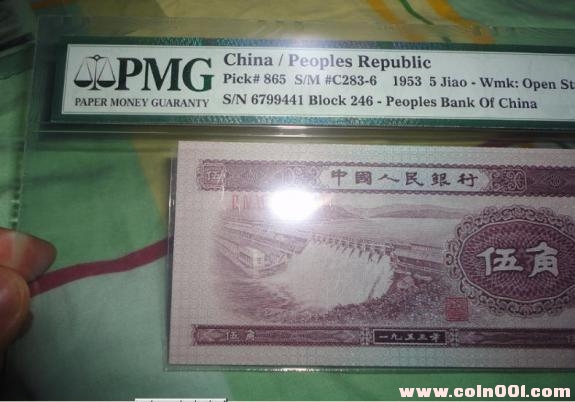 PMG
PAPER MONEY GUARANTY
China / Peoples Republic
Pick# 865 S/M #C283-6 1953 5 Jiao - Wmk: Open St
S/N 6799441 Block 246 - Peoples Bank Of China
伍
中國人民銀行
伍角
伍角
一九五三年
www.coin001.com